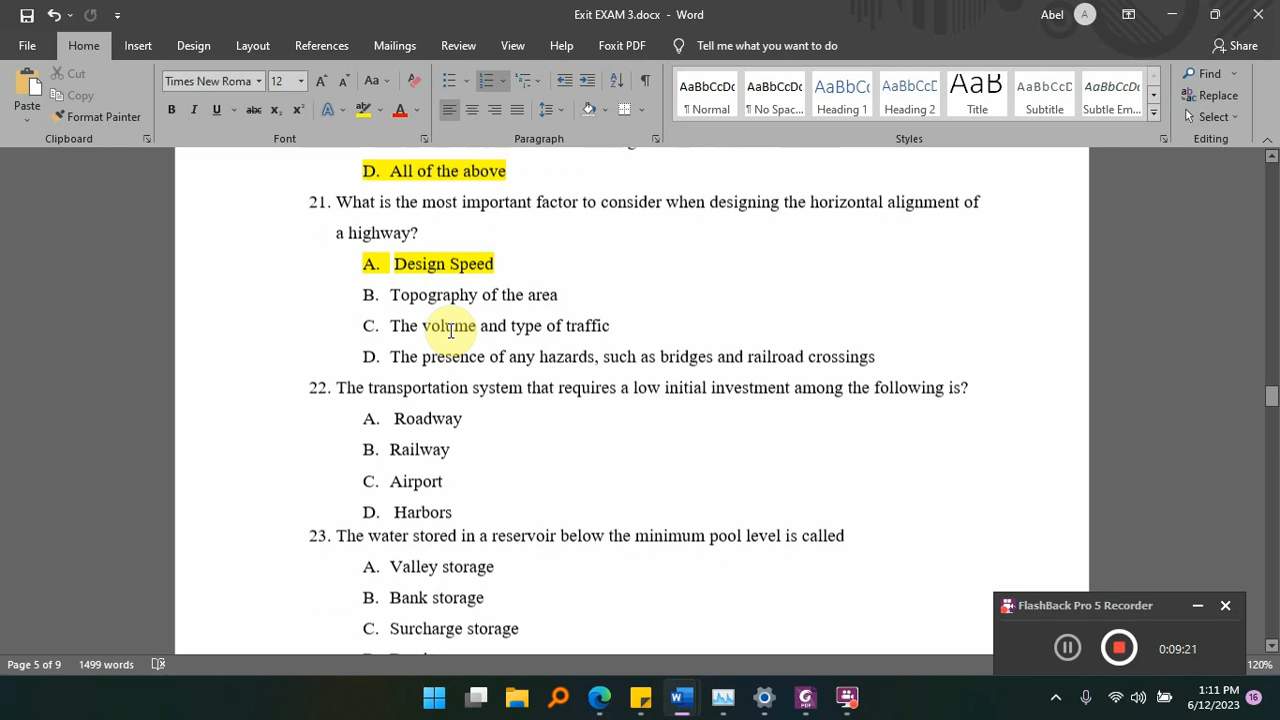 Exit EXAM 3.docx - Word
Abel
A
File Home Insert Design Layout References Mailings Review View Help Foxit PDF Tell me what you want to do Share
Paste
Cut
Copy
Format Painter
Clipboard
Times New Roma 12
Aa
B I U abc x₂ x²
Font
Paragraph
AaBbCcDc AaBbCcDc AaBbCc AaBbCcD AaB AaBbCcD AaBbCcDc
¶ Normal ¶ No Spac... Heading 1 Heading 2 Title Subtitle Subtle Em...
Styles
Find
Replace
Select
Editing
D. All of the above
21. What is the most important factor to consider when designing the horizontal alignment of
a highway?
A. Design Speed
B. Topography of the area
C. The volume and type of traffic
D. The presence of any hazards, such as bridges and railroad crossings
22. The transportation system that requires a low initial investment among the following is?
A. Roadway
B. Railway
C. Airport
D. Harbors
23. The water stored in a reservoir below the minimum pool level is called
A. Valley storage
B. Bank storage
C. Surcharge storage
FlashBack Pro 5 Recorder
0:09:21
Page 5 of 9 1499 words
120%
1:11 PM
6/12/2023
16